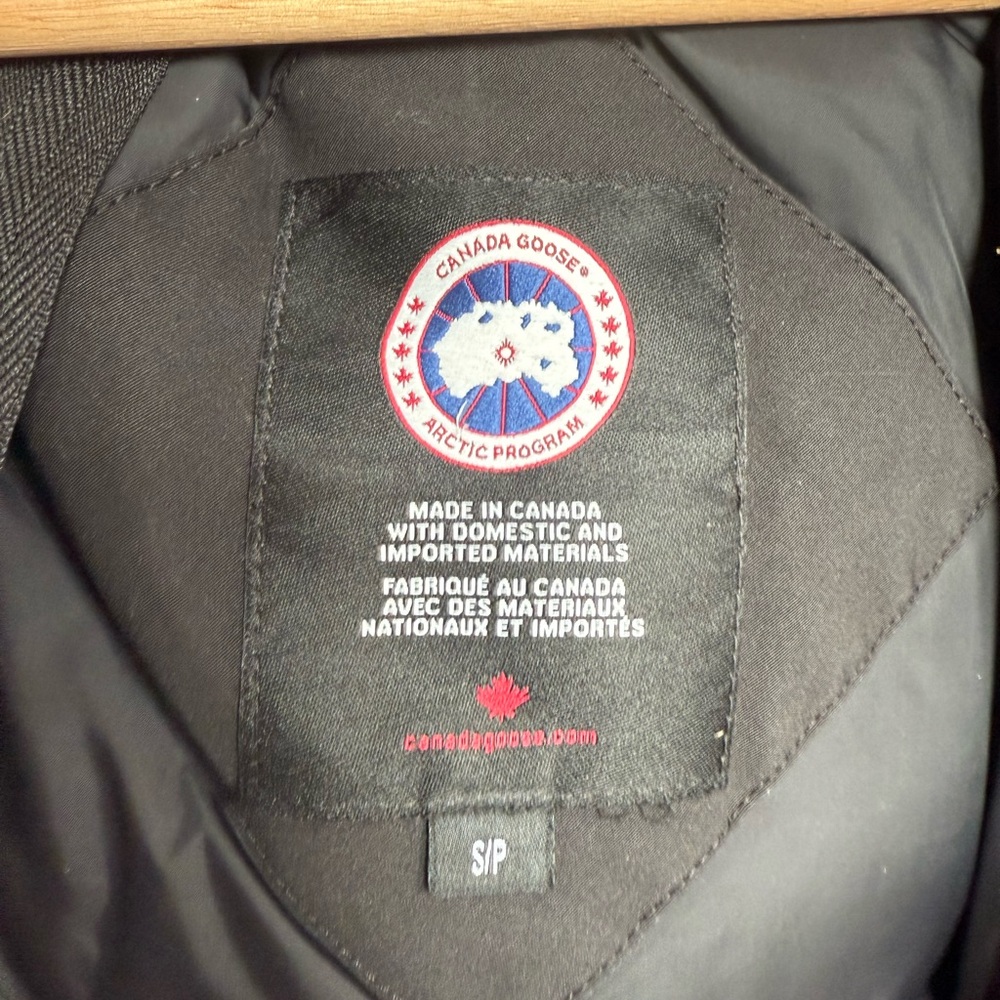 CANADA GOOSE®
ARCTIC PROGRAM
MADE IN CANADA
WITH DOMESTIC AND
IMPORTED MATERIALS
FABRIQUÉ AU CANADA
AVEC DES MATERIAUX
NATIONAUX ET IMPORTÉS
canadagoose.com
S/P